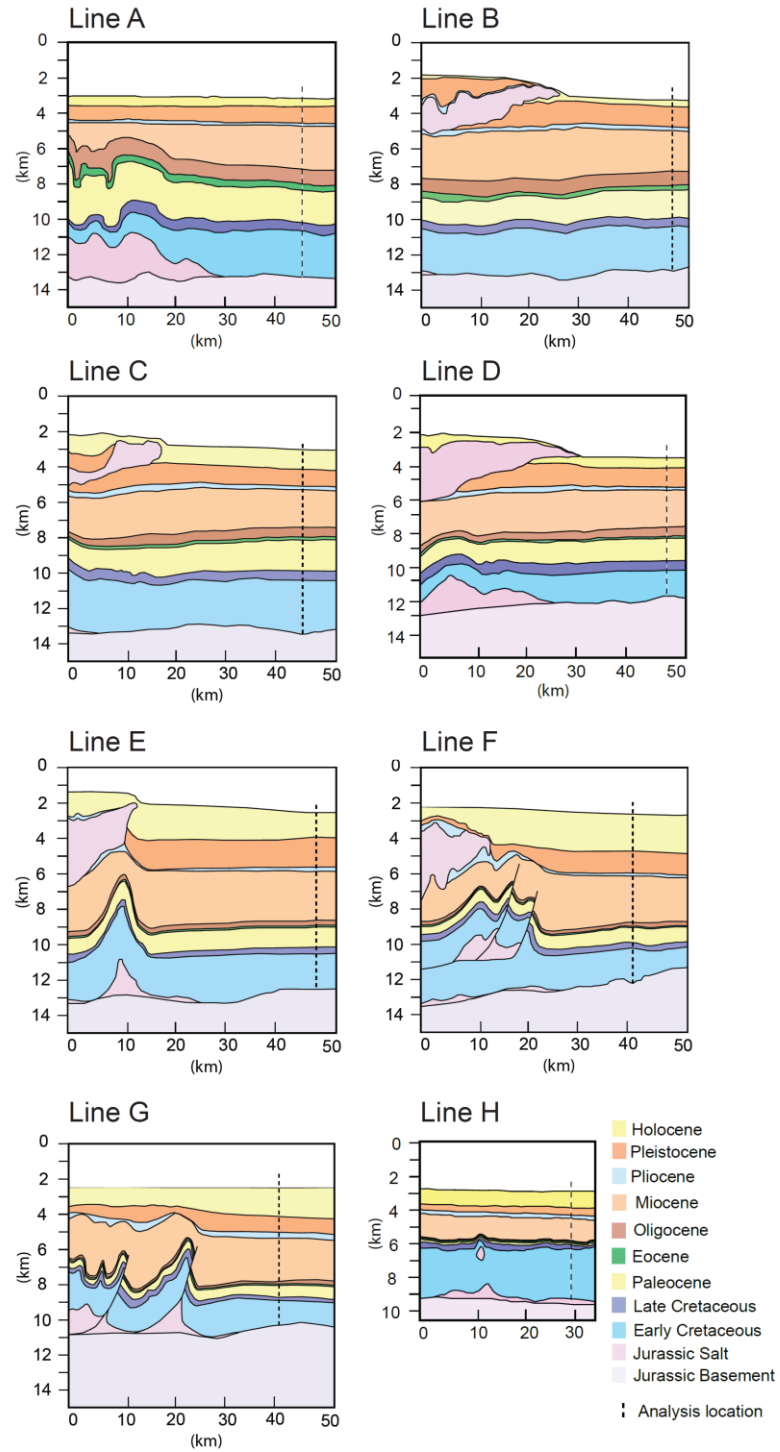 Line A
0
2
4
6
8
10
12
14
(km)
0 10 20 30 40 50
(km)
Line B
0
2
4
6
8
10
12
14
(km)
0 10 20 30 40 50
(km)
Line C
0
2
4
6
8
10
12
14
(km)
0 10 20 30 40 50
(km)
Line D
0
2
4
6
8
10
12
14
(km)
0 10 20 30 40 50
(km)
Line E
0
2
4
6
8
10
12
14
(km)
0 10 20 30 40 50
(km)
Line F
0
2
4
6
8
10
12
14
(km)
0 10 20 30 40 50
(km)
Line G
0
2
4
6
8
10
12
14
(km)
0 10 20 30 40 50
(km)
Line H
0
2
4
6
8
10
(km)
0 10 20 30
(km)
Holocene
Pleistocene
Pliocene
Miocene
Oligocene
Eocene
Paleocene
Late Cretaceous
Early Cretaceous
Jurassic Salt
Jurassic Basement
Analysis location